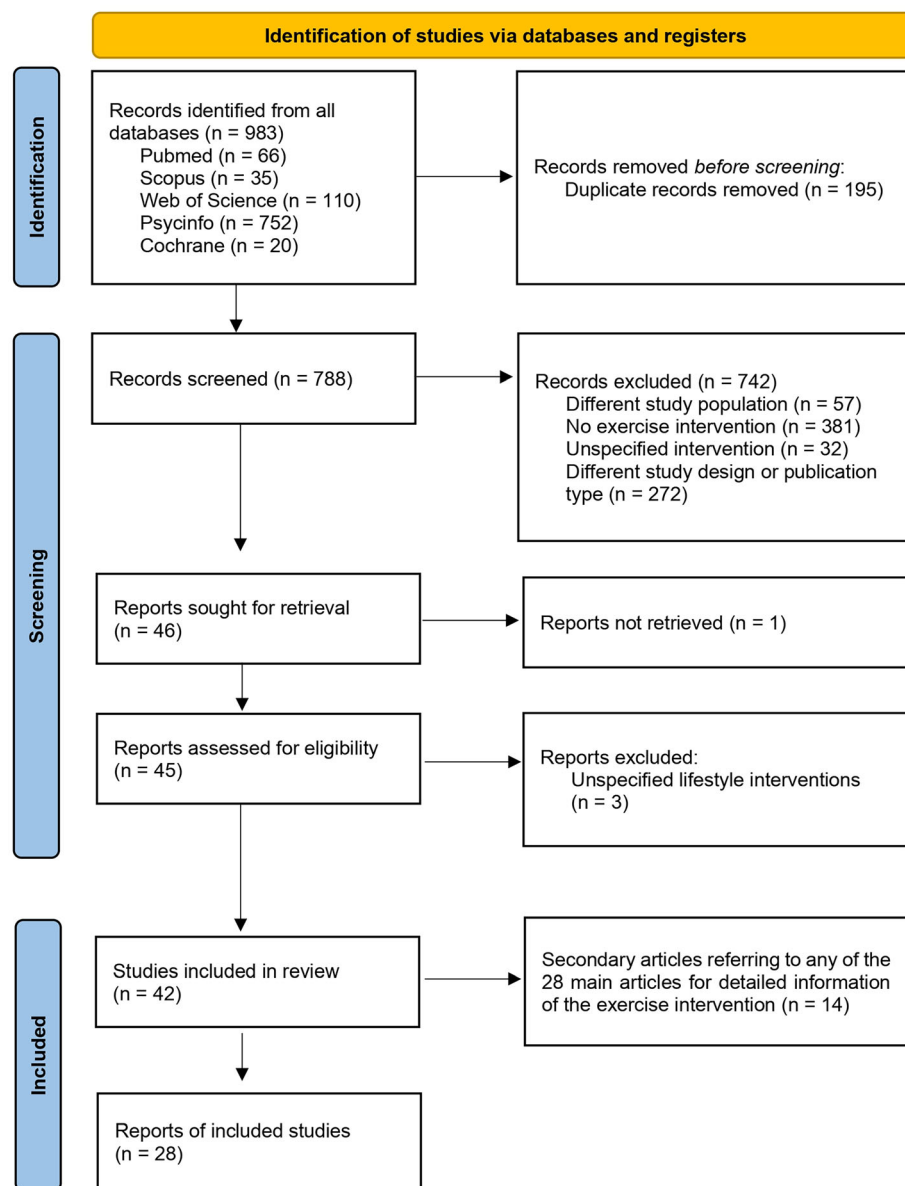 Identification of studies via databases and registers
Identification
Records identified from all
databases (n = 983)
Pubmed (n = 66)
Scopus (n = 35)
Web of Science (n = 110)
Psycinfo (n = 752)
Cochrane (n = 20)
Records removed before screening:
Duplicate records removed (n = 195)
Screening
Records screened (n = 788)
Records excluded (n = 742)
Different study population (n = 57)
No exercise intervention (n = 381)
Unspecified intervention (n = 32)
Different study design or publication
type (n = 272)
Reports sought for retrieval
(n = 46)
Reports not retrieved (n = 1)
Reports assessed for eligibility
(n = 45)
Reports excluded:
Unspecified lifestyle interventions
(n = 3)
Included
Studies included in review
(n = 42)
Secondary articles referring to any of the
28 main articles for detailed information
of the exercise intervention (n = 14)
Reports of included studies
(n = 28)